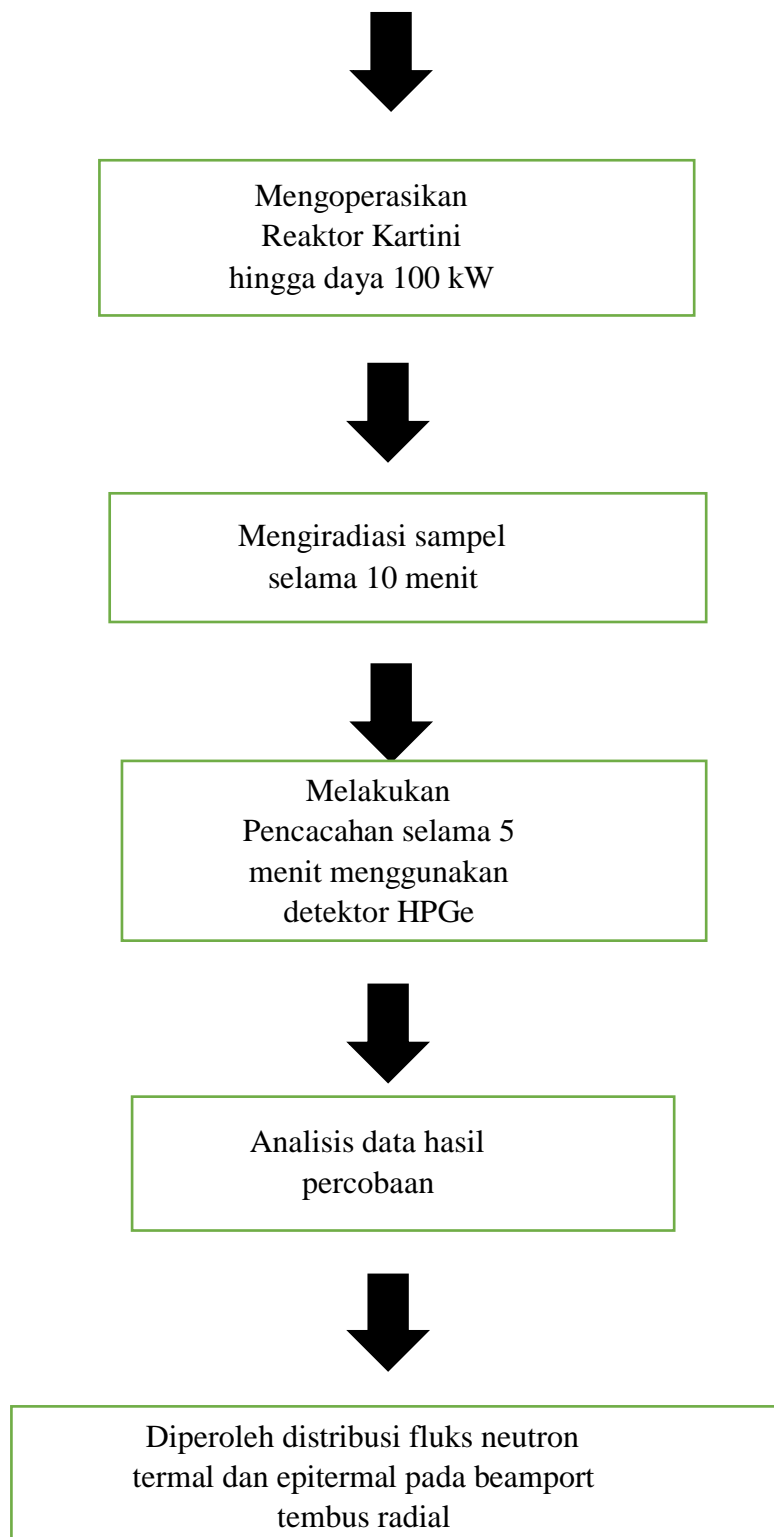 Mengoperasikan
Reaktor Kartini
hingga daya 100 kW
Mengiradiasi sampel
selama 10 menit
Melakukan
Pencacahan selama 5
menit menggunakan
detektor HPGe
Analisis data hasil
percobaan
Diperoleh distribusi fluks neutron
termal dan epitermal pada beamport
tembus radial